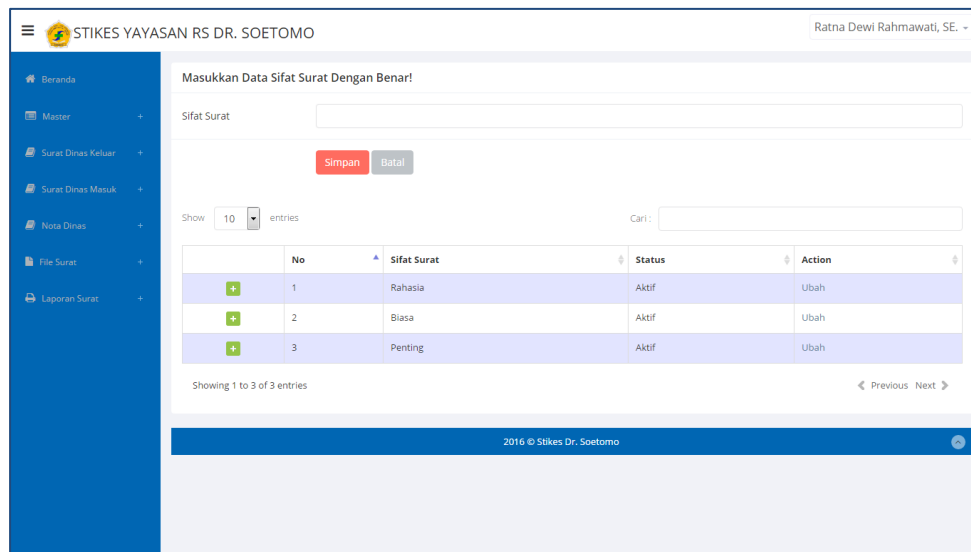 STIKES YAYASAN RS DR. SOETOMO
Ratna Dewi Rahmawati, SE.
Beranda
Master +
Surat Dinas Keluar +
Surat Dinas Masuk +
Nota Dinas +
File Surat +
Laporan Surat +
Masukkan Data Sifat Surat Dengan Benar!
Sifat Surat
Simpan Batal
Show 10 entries Cari :
No Sifat Surat Status Action
+ 1 Rahasia Aktif Ubah
+ 2 Biasa Aktif Ubah
+ 3 Penting Aktif Ubah
Showing 1 to 3 of 3 entries Previous Next
2016 © Stikes Dr. Soetomo